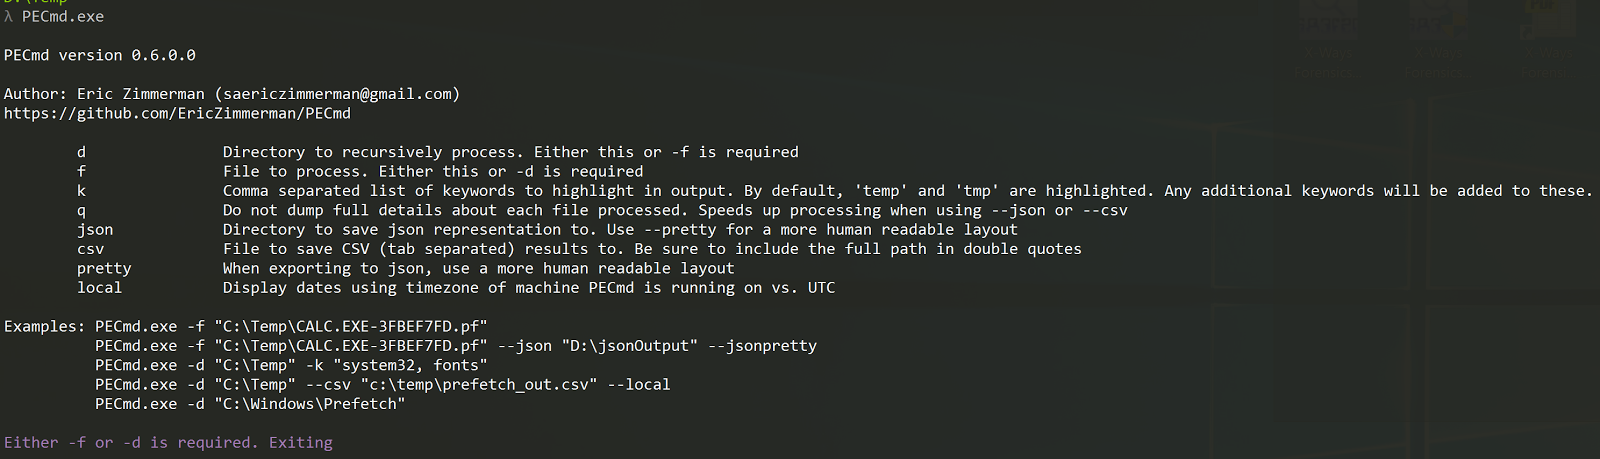 D:\Temp
λ PECmd.exe
PECmd version 0.6.0.0
Author: Eric Zimmerman (saericzimmerman@gmail.com)
https://github.com/EricZimmerman/PECmd
d Directory to recursively process. Either this or -f is required
f File to process. Either this or -d is required
k Comma separated list of keywords to highlight in output. By default, 'temp' and 'tmp' are highlighted. Any additional keywords will be added to these.
q Do not dump full details about each file processed. Speeds up processing when using --json or --csv
json Directory to save json representation to. Use --pretty for a more human readable layout
csv File to save CSV (tab separated) results to. Be sure to include the full path in double quotes
pretty When exporting to json, use a more human readable layout
local Display dates using timezone of machine PECmd is running on vs. UTC
Examples: PECmd.exe -f "C:\Temp\CALC.EXE-3FBEF7FD.pf"
PECmd.exe -f "C:\Temp\CALC.EXE-3FBEF7FD.pf" --json "D:\jsonOutput" --jsonpretty
PECmd.exe -d "C:\Temp" -k "system32, fonts"
PECmd.exe -d "C:\Temp" --csv "c:\temp\prefetch_out.csv" --local
PECmd.exe -d "C:\Windows\Prefetch"
Either -f or -d is required. Exiting